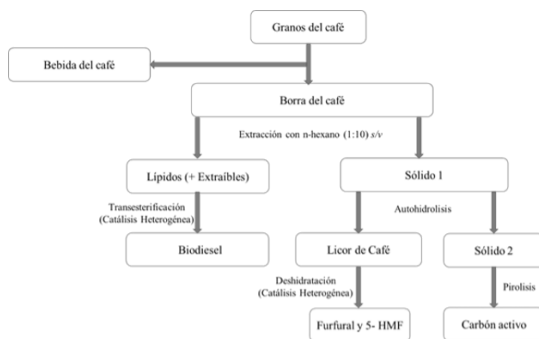 Granos del café
Bebida del café
Borra del café
Extracción con n-hexano (1:10) s/v
Lípidos (+ Extraíbles)
Sólido 1
Transesterificación
(Catálisis Heterogénea)
Autohidrolisis
Biodiesel
Licor de Café
Sólido 2
Deshidratación
(Catálisis Heterogénea)
Pirolisis
Furfural y 5- HMF
Carbón activo